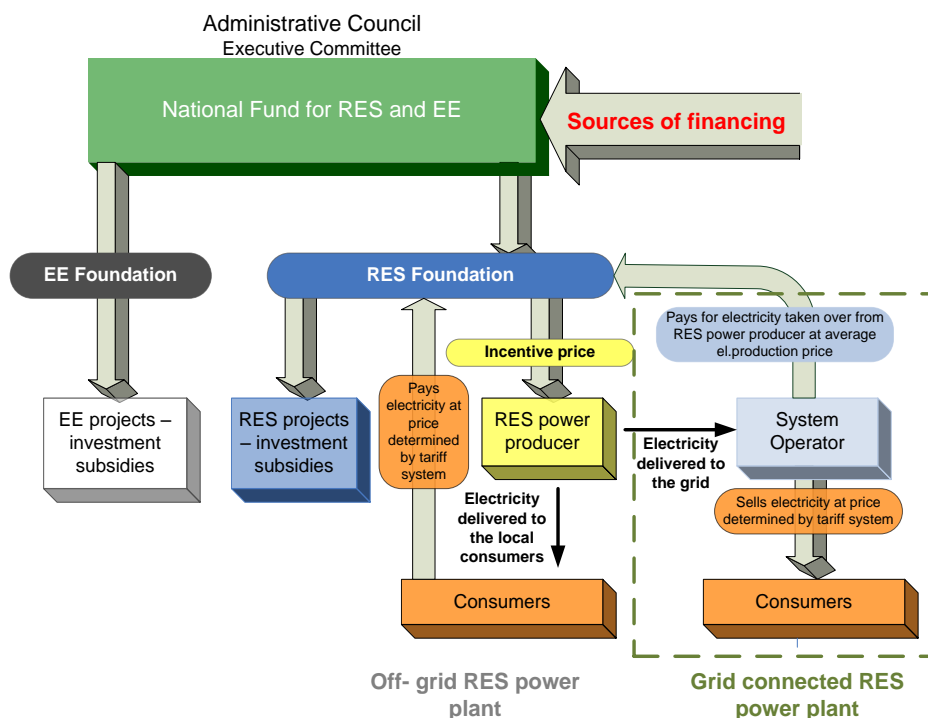 Administrative Council
Executive Committee
National Fund for RES and EE
Sources of financing
EE Foundation
RES Foundation
Pays for electricity taken over from
RES power producer at average
el.production price
Incentive price
Pays
electricity at
price
determined
by tariff
system
EE projects –
investment
subsidies
RES projects
– investment
subsidies
RES power
producer
System
Operator
Electricity
delivered to
the grid
Sells electricity at price
determined by tariff system
Electricity
delivered to
the local
consumers
Consumers
Consumers
Off- grid RES power
plant
Grid connected RES
power plant